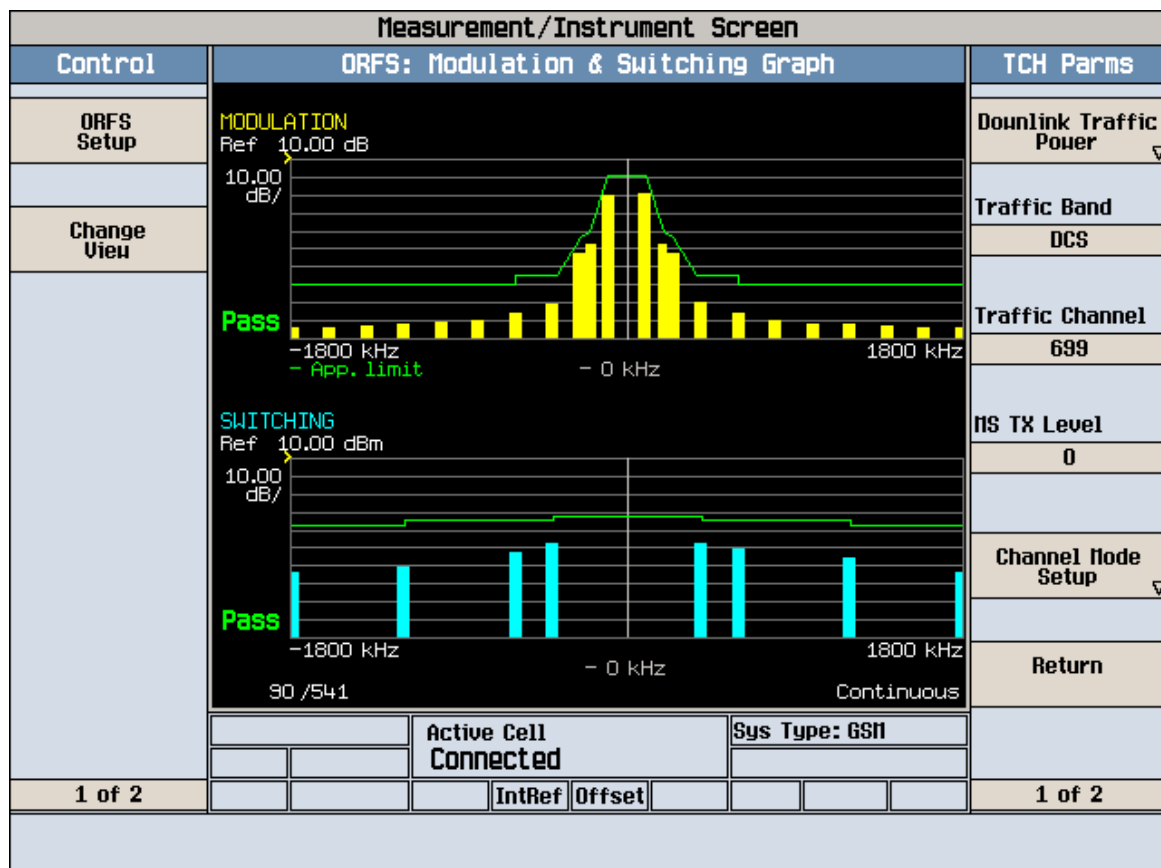 Measurement/Instrument Screen
Control
ORFS
Setup
Change
View
1 of 2
ORFS: Modulation & Switching Graph
MODULATION
Ref 10.00 dB
10.00
dB/
Pass
-1800 kHz
1800 kHz
- App. limit
- 0 kHz
SWITCHING
Ref 10.00 dBm
10.00
dB/
Pass
-1800 kHz
1800 kHz
- 0 kHz
90 /541
Continuous
Active Cell
Connected
Sys Type: GSM
IntRef
Offset
TCH Parms
Downlink Traffic
Power
Traffic Band
DCS
Traffic Channel
699
MS TX Level
0
Channel Mode
Setup
Return
1 of 2